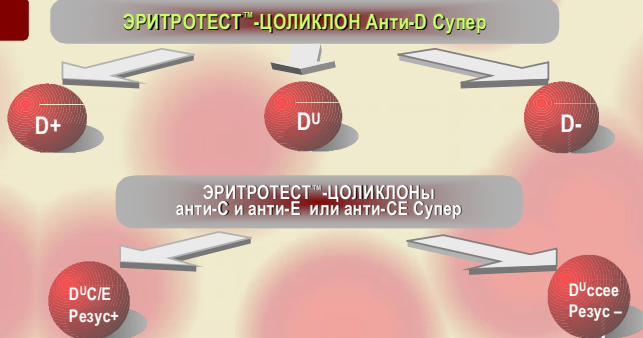 ЭРИТРОТЕСТ™-ЦОЛИКЛОН Анти-D Супер
D+
Dᵁ
D-
ЭРИТРОТЕСТ™-ЦОЛИКЛОНы
анти-С и анти-Е или анти-СЕ Супер
DᵁC/E
Резус+
Dᵁccee
Резус –